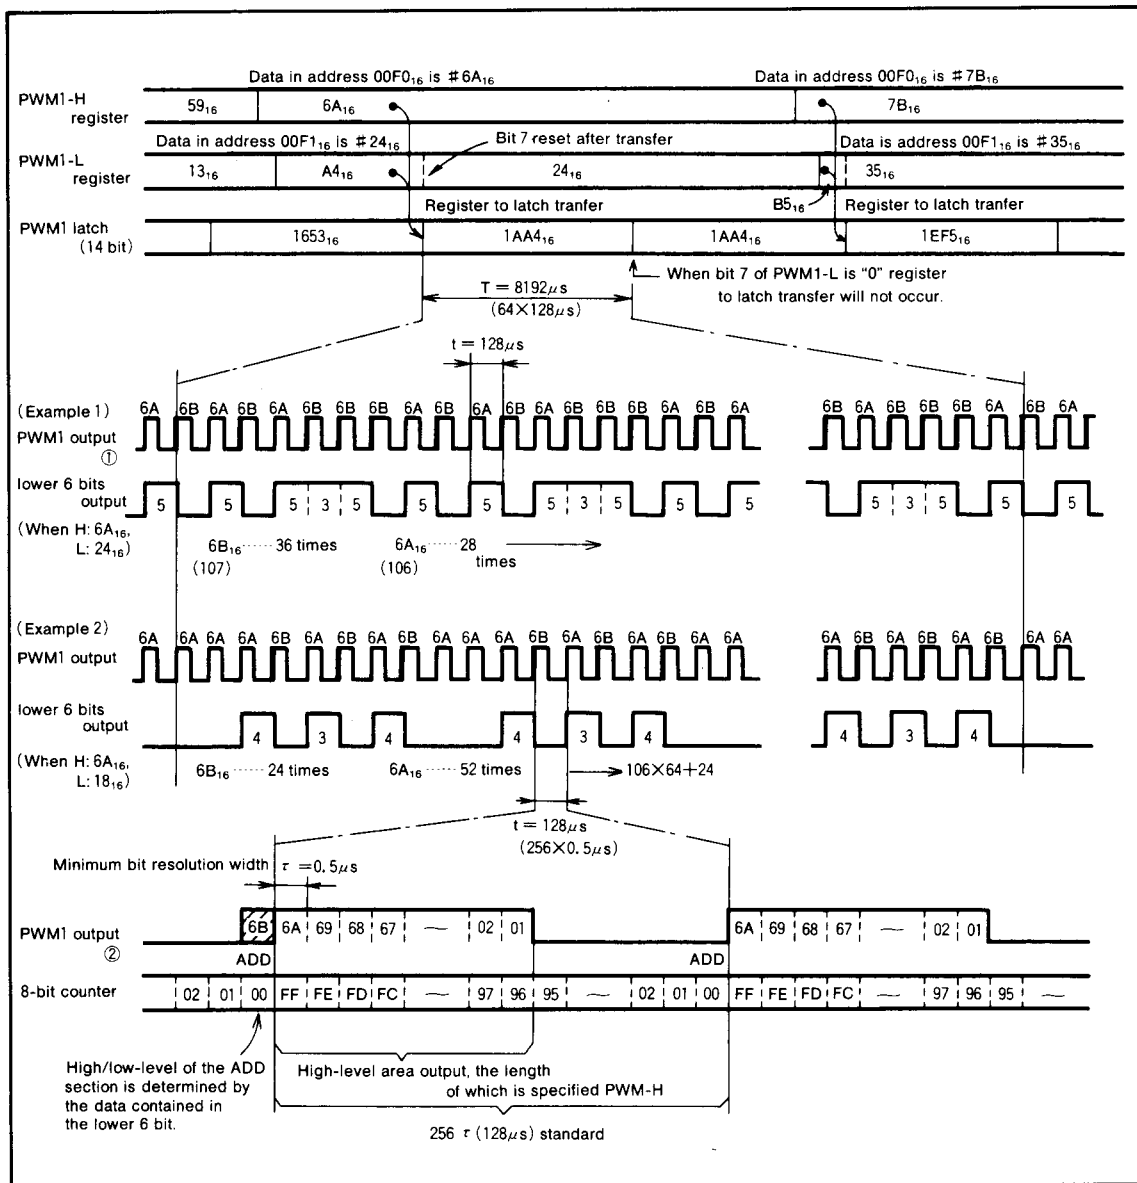 Data in address 00F0₁₆ is #6A₁₆ Data in address 00F0₁₆ is #7B₁₆
PWM1-H register 59₁₆ 6A₁₆ 7B₁₆
Data in address 00F1₁₆ is #24₁₆ Bit 7 reset after transfer Data is address 00F1₁₆ is #35₁₆
PWM1-L register 13₁₆ A4₁₆ 24₁₆ 35₁₆
B5₁₆
Register to latch tranfer Register to latch tranfer
PWM1 latch (14 bit) 1653₁₆ 1AA4₁₆ 1AA4₁₆ 1EF5₁₆
When bit 7 of PWM1-L is "0" register
to latch transfer will not occur.
T = 8192μs
(64×128μs)
t = 128μs
(Example 1) 6A 6B 6A 6B 6A 6B 6B 6B 6A 6B 6A 6B 6A 6B 6B 6B 6A 6B 6A 6B 6A 6B 6B 6B 6A 6B 6A
PWM1 output
①
lower 6 bits output 5 5 5 3 5 5 5 5 3 5 5 5 5 3 5 5 5
(When H: 6A₁₆, L: 24₁₆)
6B₁₆ ······ 36 times 6A₁₆ ······ 28 times
(107) (106)
(Example 2) 6A 6A 6A 6A 6B 6A 6B 6A 6B 6A 6A 6A 6B 6A 6B 6A 6B 6A 6A 6A 6B 6A 6B 6A 6B 6A 6A
PWM1 output
lower 6 bits output 4 3 4 4 3 4 4 3 4
(When H: 6A₁₆, L: 18₁₆)
6B₁₆ ······ 24 times 6A₁₆ ······ 52 times 106×64+24
t = 128μs
(256×0.5μs)
Minimum bit resolution width τ = 0.5μs
PWM1 output 6B 6A 69 68 67 — 02 01 6A 69 68 67 — 02 01
②
ADD ADD
8-bit counter 02 01 00 FF FE FD FC — 97 96 95 — 02 01 00 FF FE FD FC — 97 96 95 —
High/low-level of the ADD
section is determined by
the data contained in
the lower 6 bit.
High-level area output, the length
of which is specified PWM-H
256 τ (128μs) standard